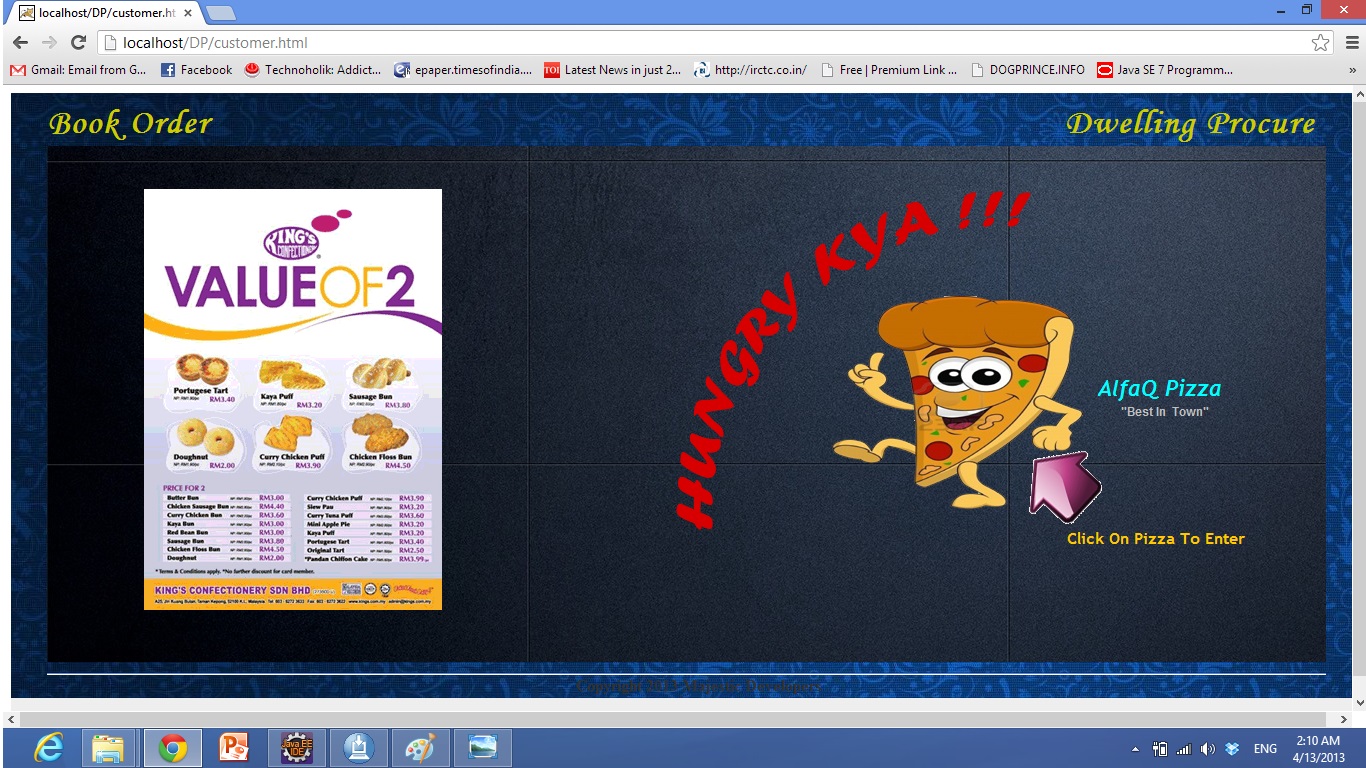 localhost/DP/customer.ht
localhost/DP/customer.html
Gmail: Email from G...
Facebook
Technoholik: Addict...
epaper.timesofindia....
TOI
Latest News in just 2...
http://irctc.co.in/
Free | Premium Link ...
DOGPRINCE.INFO
Java SE 7 Programm...
»
Book Order
Dwelling Procure
KING'S
CONFECTIONERY
VALUE OF 2
HUNGRY KYA !!!
Portugese Tart
RM3.40
Kaya Puff
RM3.20
Sausage Bun
RM3.80
Doughnut
RM2.00
Curry Chicken Puff
RM3.90
Chicken Floss Bun
RM4.50
AlfaQ Pizza
"Best In Town"
Click On Pizza To Enter
PRICE FOR 2
Butter Bun RM3.00
Chicken Sausage Bun RM4.40
Curry Chicken Bun RM3.60
Kaya Bun RM3.00
Red Bean Bun RM3.00
Sausage Bun RM3.80
Chicken Floss Bun RM4.50
Doughnut RM2.00
Curry Chicken Puff RM3.90
Siew Pau RM3.20
Curry Tuna Puff RM3.60
Mini Apple Pie RM3.20
Kaya Puff RM3.20
Portugese Tart RM3.40
Original Tart RM2.50
*Pandan Chiffon Cake RM3.99
* Terms & Conditions apply. *No further discount for card member.
KING'S CONFECTIONERY SDN BHD
Java EE
IDE
ENG
2:10 AM
4/13/2013